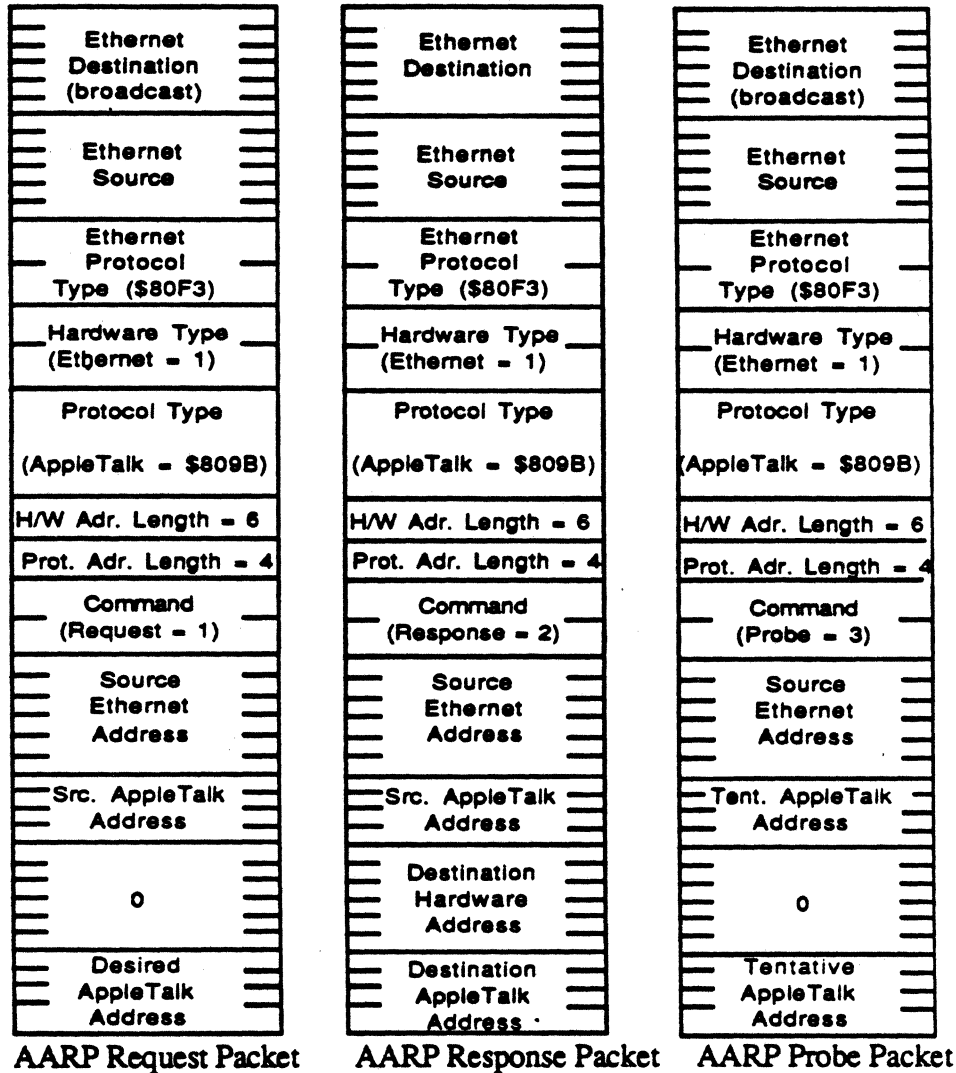 Ethernet
Destination
(broadcast)
Ethernet
Source
Ethernet
Protocol
Type ($80F3)
Hardware Type
(Ethernet = 1)
Protocol Type
(AppleTalk = $809B)
H/W Adr. Length = 6
Prot. Adr. Length = 4
Command
(Request = 1)
Source
Ethernet
Address
Src. AppleTalk
Address
0
Desired
AppleTalk
Address
AARP Request Packet
Ethernet
Destination
Ethernet
Source
Ethernet
Protocol
Type ($80F3)
Hardware Type
(Ethernet = 1)
Protocol Type
(AppleTalk = $809B)
H/W Adr. Length = 6
Prot. Adr. Length = 4
Command
(Response = 2)
Source
Ethernet
Address
Src. AppleTalk
Address
Destination
Hardware
Address
Destination
AppleTalk
Address
AARP Response Packet
Ethernet
Destination
(broadcast)
Ethernet
Source
Ethernet
Protocol
Type ($80F3)
Hardware Type
(Ethernet = 1)
Protocol Type
(AppleTalk = $809B)
H/W Adr. Length = 6
Prot. Adr. Length = 4
Command
(Probe = 3)
Source
Ethernet
Address
Tent. AppleTalk
Address
0
Tentative
AppleTalk
Address
AARP Probe Packet